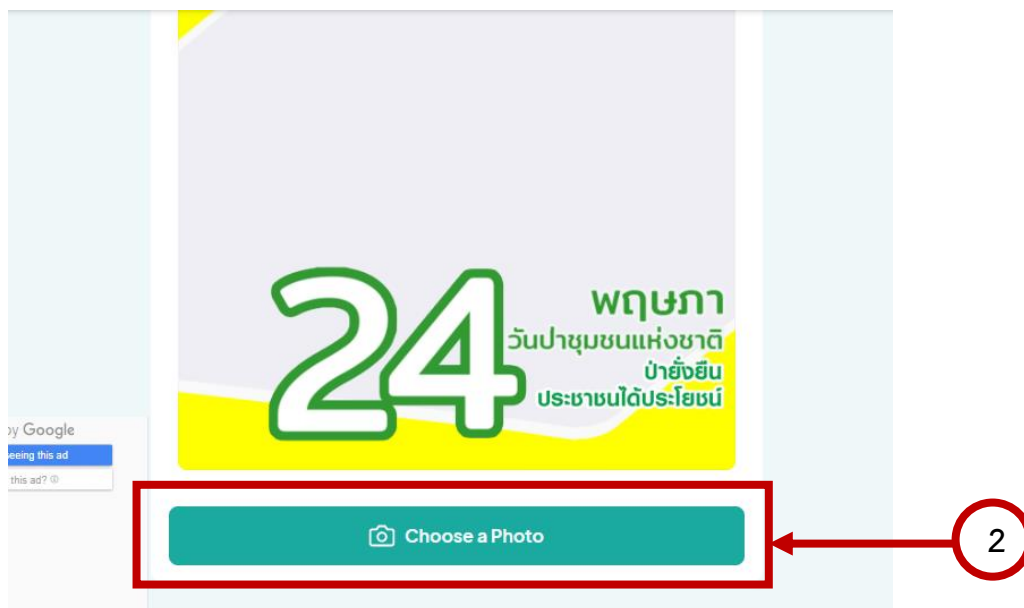 24
พฤษภา
วันป่าชุมชนแห่งชาติ
ป่ายั่งยืน
ประชาชนได้ประโยชน์
by Google
seeing this ad
this ad?
Choose a Photo
2